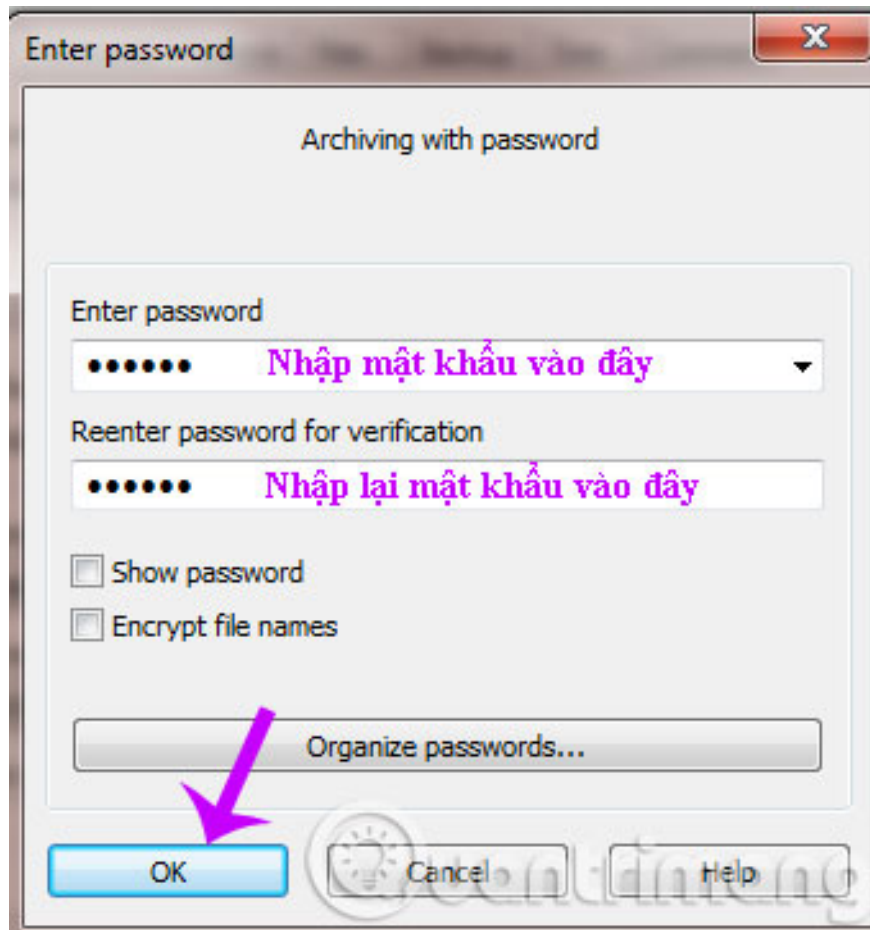 Enter password
Archiving with password
Enter password
•••••• Nhập mật khẩu vào đây
Reenter password for verification
•••••• Nhập lại mật khẩu vào đây
Show password
Encrypt file names
Organize passwords...
OK Cancel Help
uantrimang